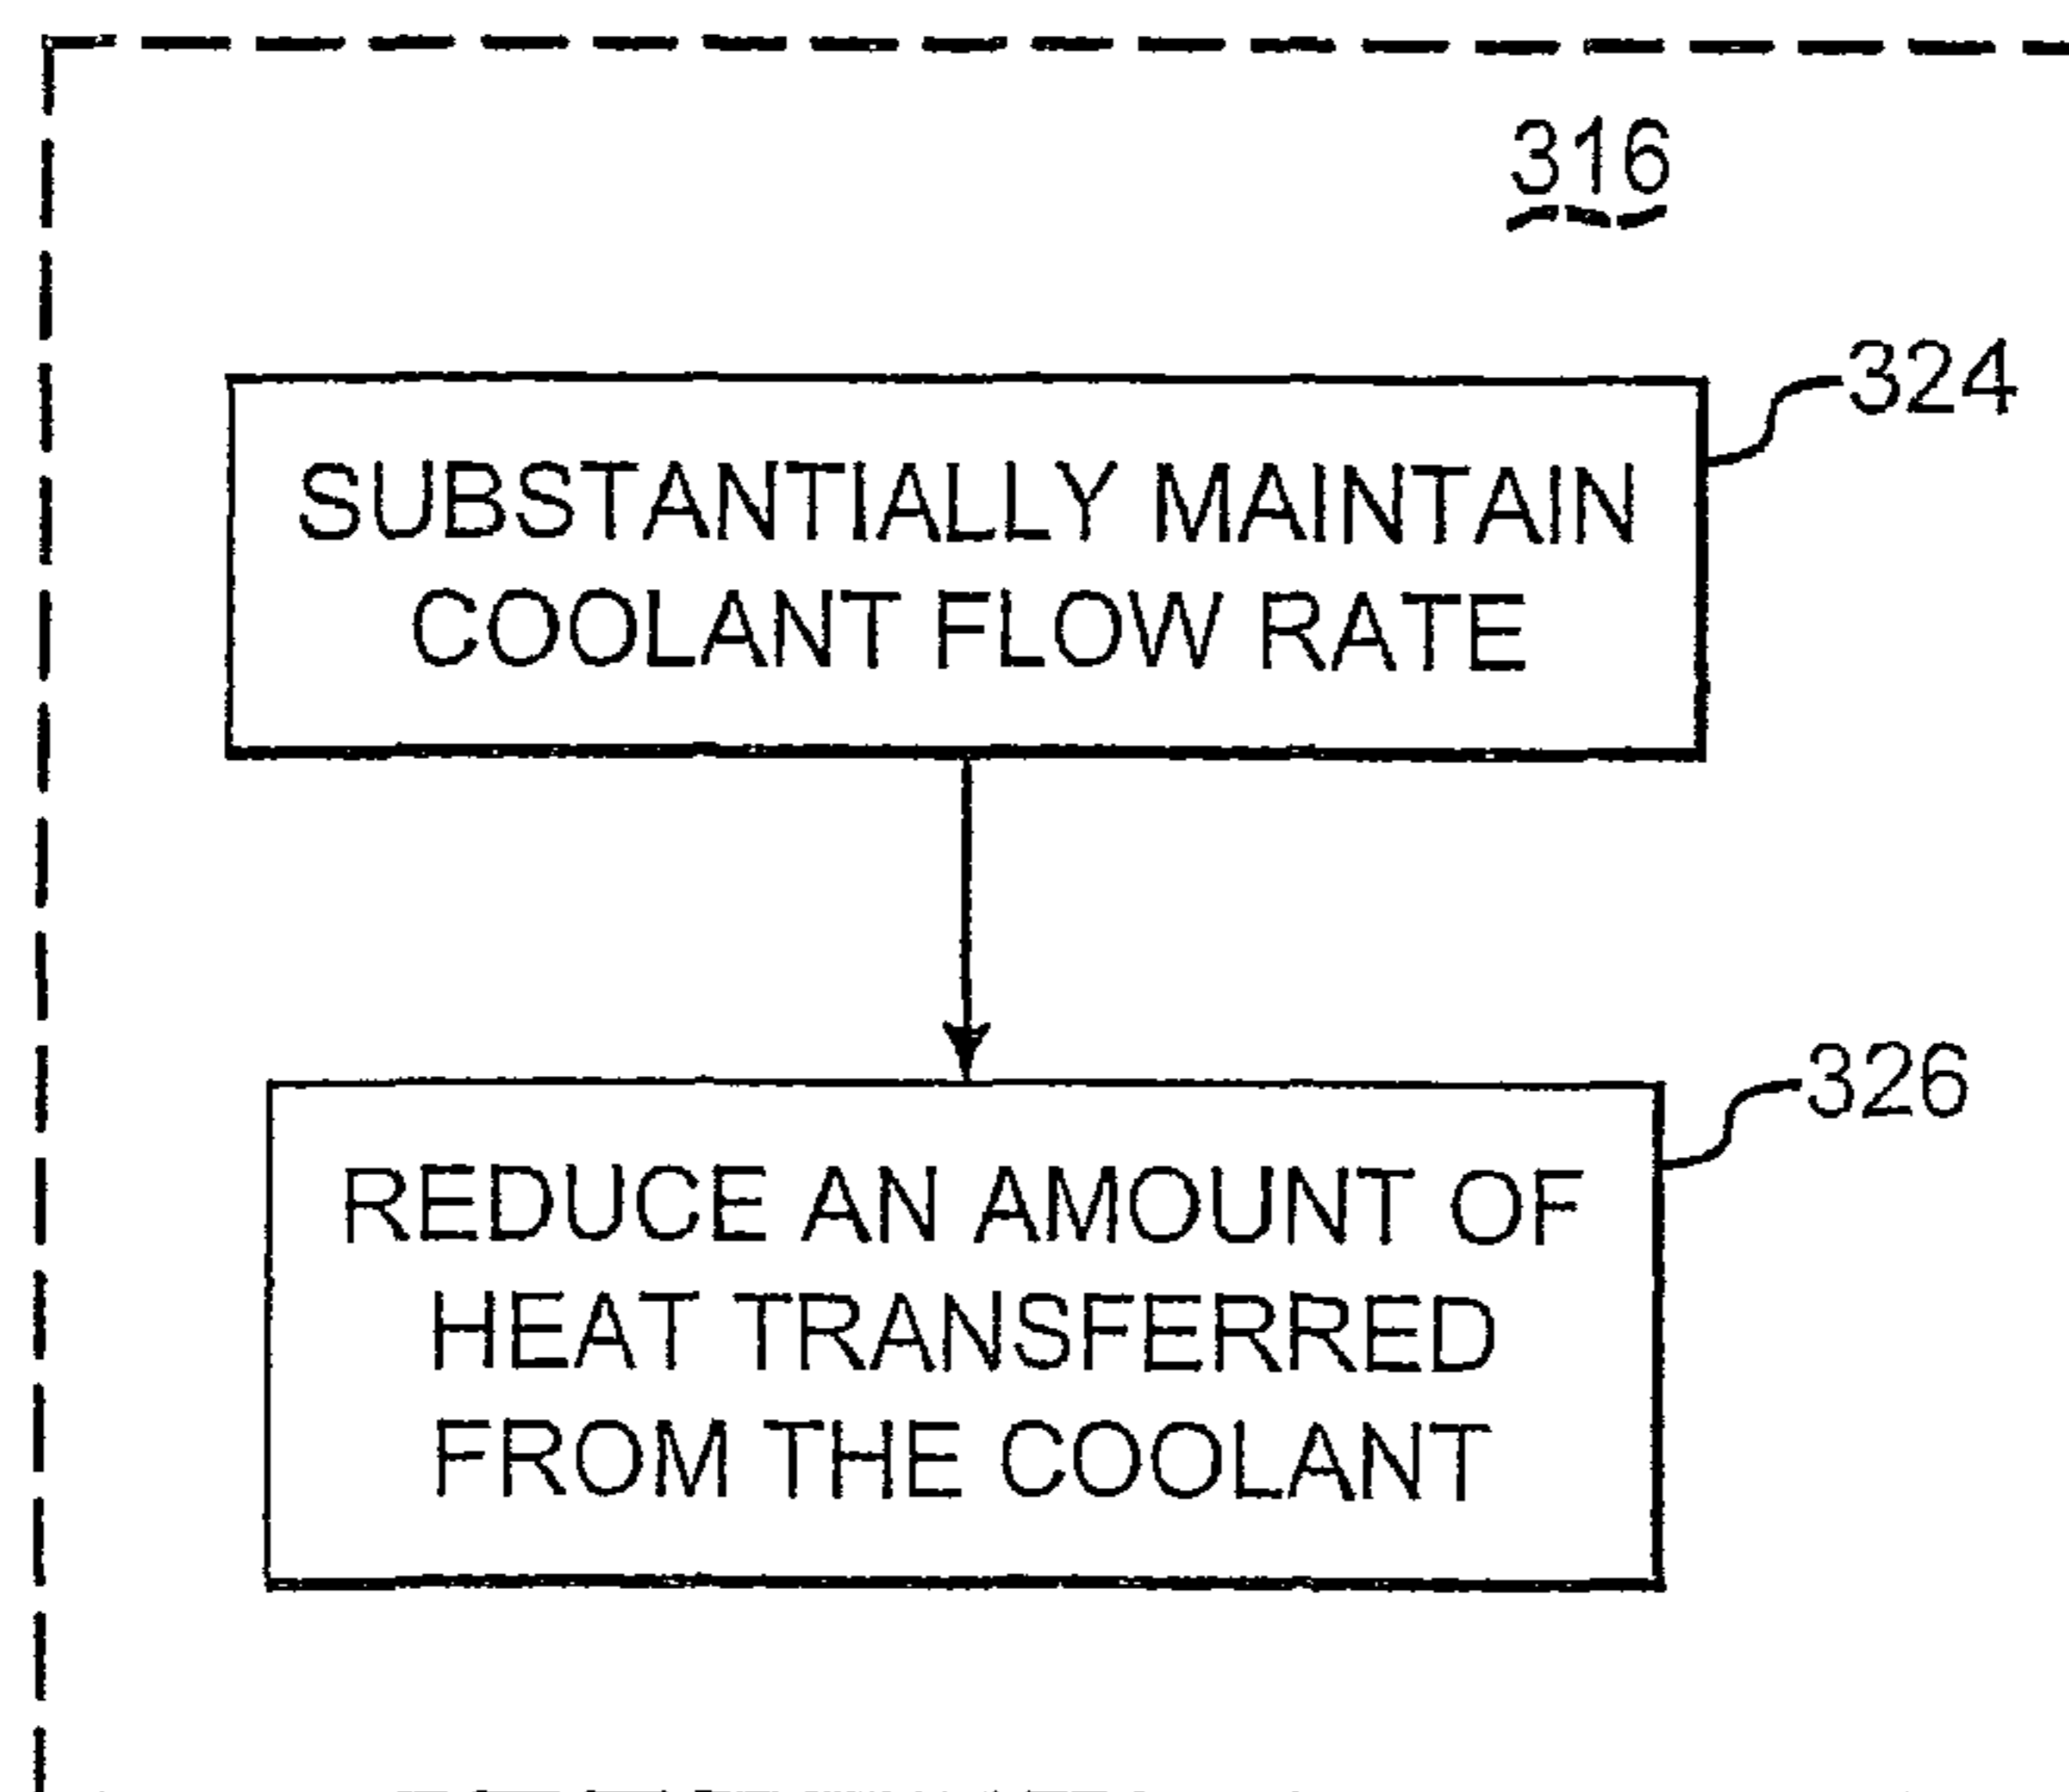 316
324
SUBSTANTIALLY MAINTAIN
COOLANT FLOW RATE
326
REDUCE AN AMOUNT OF
HEAT TRANSFERRED
FROM THE COOLANT